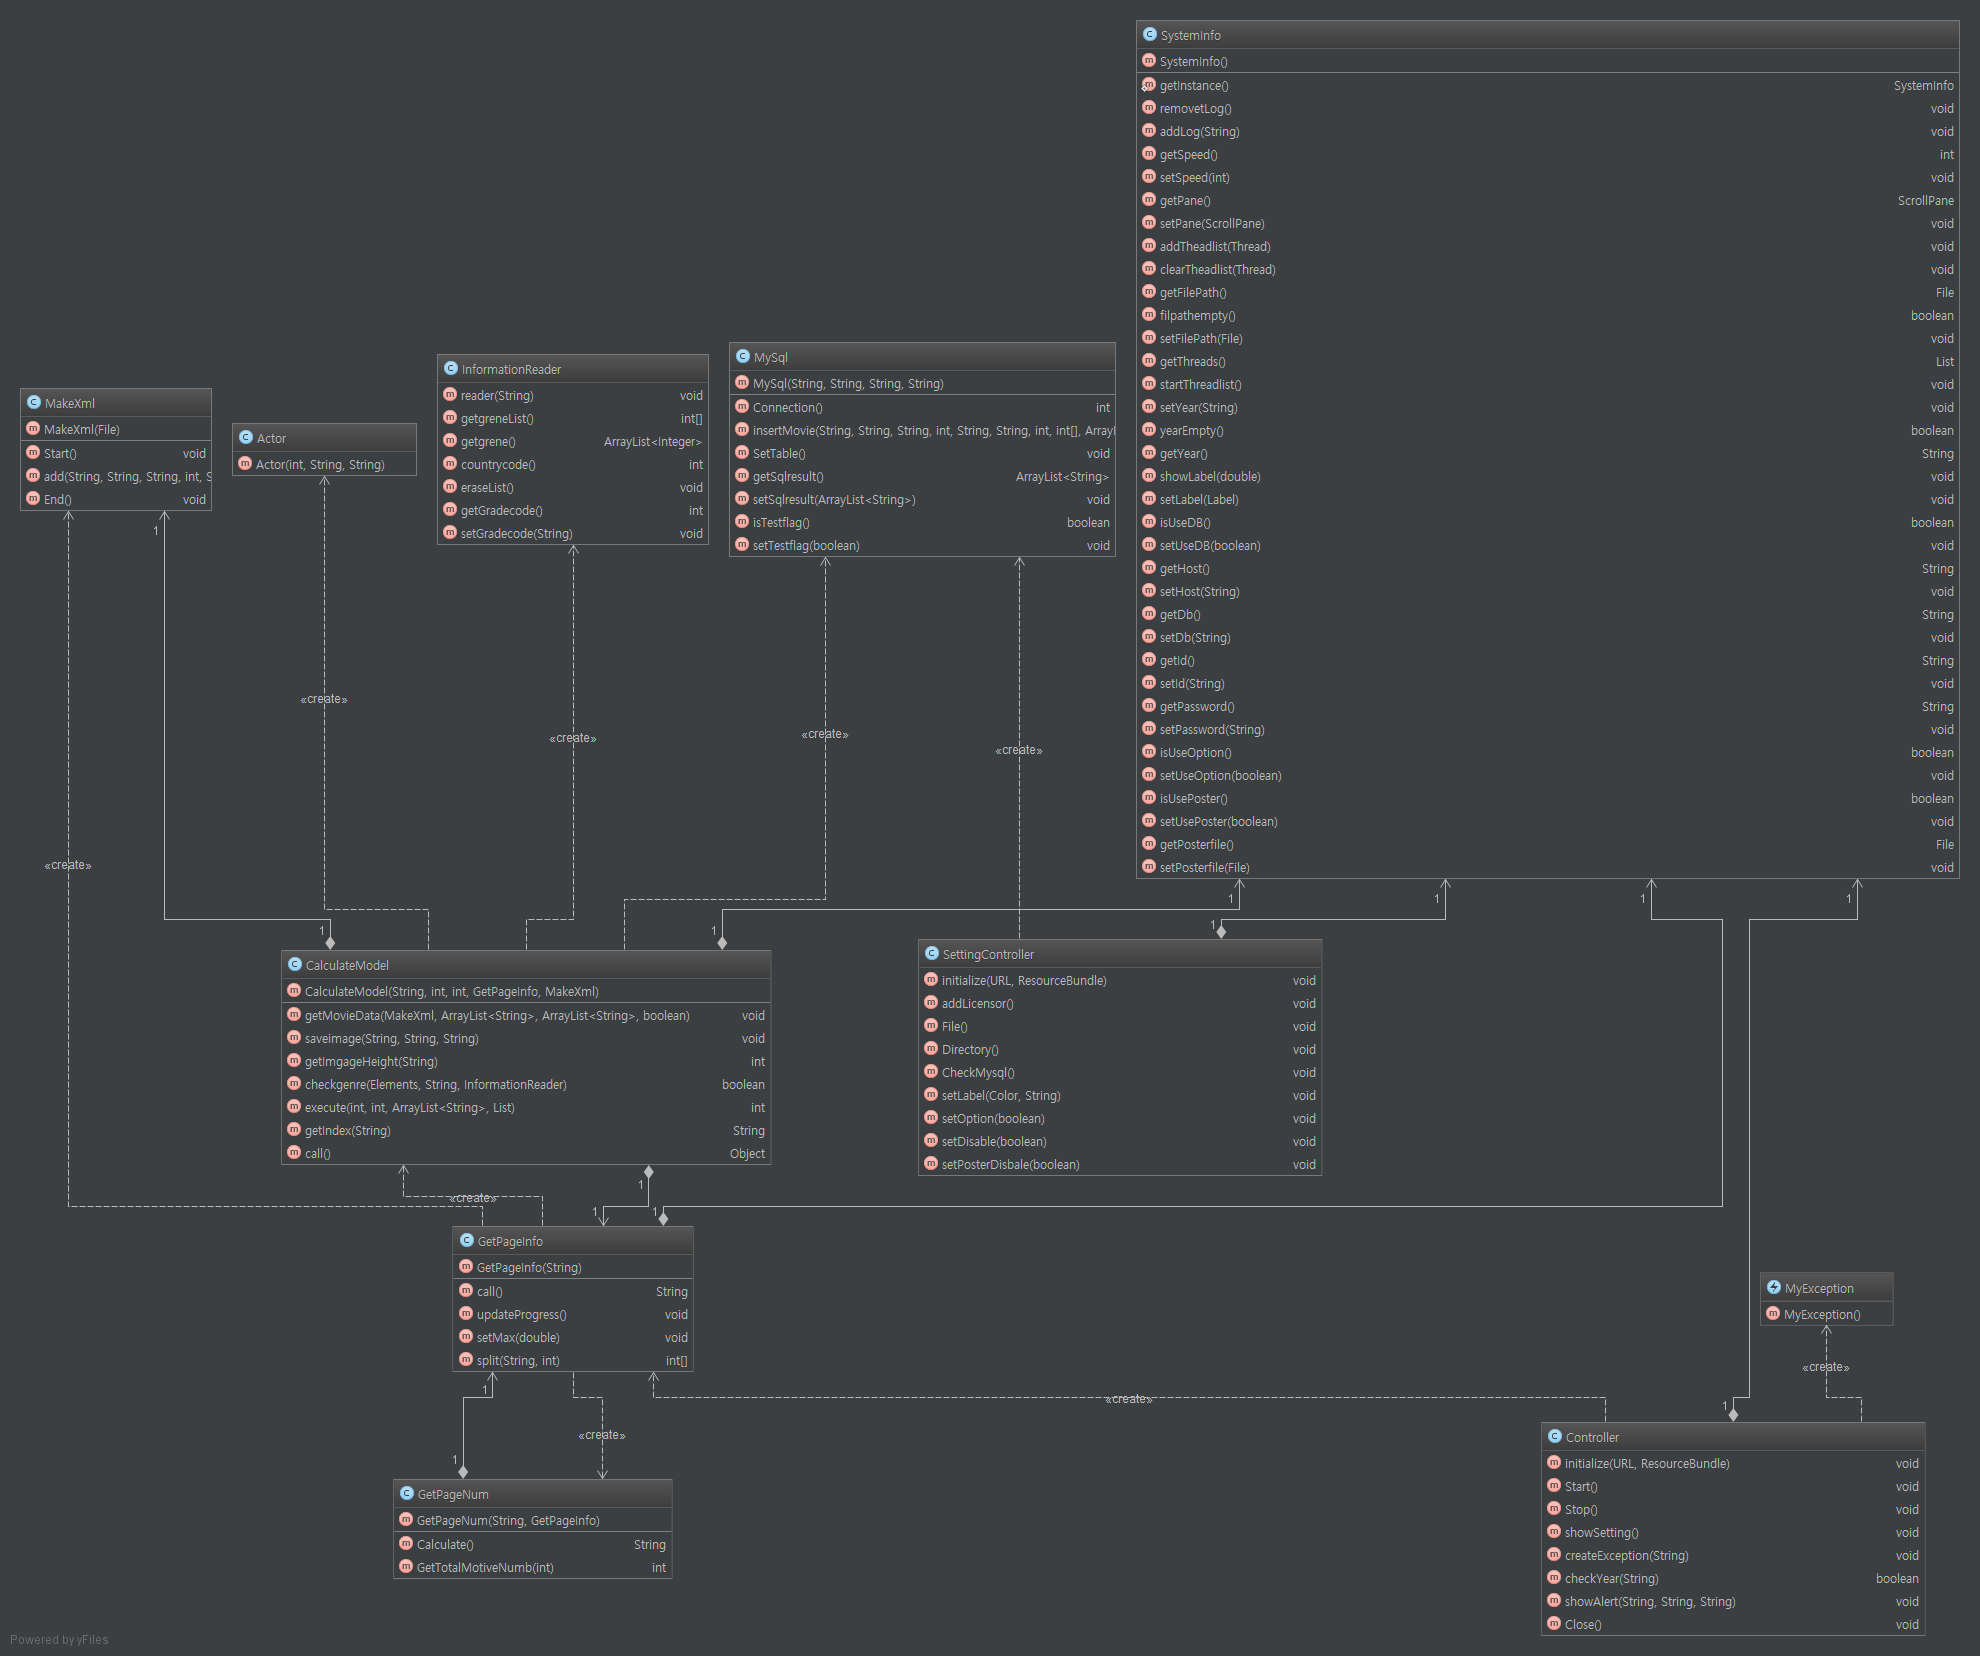 SystemInfo
SystemInfo()
getInstance() SystemInfo
removetLog() void
addLog(String) void
getSpeed() int
setSpeed(int) void
getPane() ScrollPane
setPane(ScrollPane) void
addTheadlist(Thread) void
clearTheadlist(Thread) void
getFilePath() File
filpathempty() boolean
setFilePath(File) void
getThreads() List
startThreadlist() void
setYear(String) void
yearEmpty() boolean
getYear() String
showLabel(double) void
setLabel(Label) void
isUseDB() boolean
setUseDB(boolean) void
getHost() String
setHost(String) void
getDb() String
setDb(String) void
getId() String
setId(String) void
getPassword() String
setPassword(String) void
isUseOption() boolean
setUseOption(boolean) void
isUsePoster() boolean
setUsePoster(boolean) void
getPosterfile() File
setPosterfile(File) void
MySql
MySql(String, String, String, String)
Connection() int
insertMovie(String, String, String, int, String, String, int, int[], Arrayl
SetTable() void
getSqlresult() ArrayList<String>
setSqlresult(ArrayList<String>) void
isTestflag() boolean
setTestflag(boolean) void
InformationReader
reader(String) void
getgreneList() int[]
getgrene() ArrayList<Integer>
countrycode() int
eraseList() void
getGradecode() int
setGradecode(String) void
MakeXml
MakeXml(File)
Start() void
add(String, String, String, int, S
End() void
Actor
Actor(int, String, String)
1
«create»
«create»
«create»
«create»
«create»
1
1
1
1
1
1
1
CalculateModel
CalculateModel(String, int, int, GetPageInfo, MakeXml)
getMovieData(MakeXml, ArrayList<String>, ArrayList<String>, boolean) void
saveimage(String, String, String) void
getImgageHeight(String) int
checkgenre(Elements, String, InformationReader) boolean
execute(int, int, ArrayList<String>, List) int
getIndex(String) String
call() Object
SettingController
initialize(URL, ResourceBundle) void
addLicensor() void
File() void
Directory() void
CheckMysql() void
setLabel(Color, String) void
setOption(boolean) void
setDisable(boolean) void
setPosterDisbale(boolean) void
1
«create»
1
1
GetPageInfo
GetPageInfo(String)
call() String
updateProgress() void
setMax(double) void
split(String, int) int[]
MyException
MyException()
«create»
1
«create»
1
«create»
1
GetPageNum
GetPageNum(String, GetPageInfo)
Calculate() String
GetTotalMotiveNumb(int) int
Controller
initialize(URL, ResourceBundle) void
Start() void
Stop() void
showSetting() void
createException(String) void
checkYear(String) boolean
showAlert(String, String, String) void
Close() void
Powered by yFiles